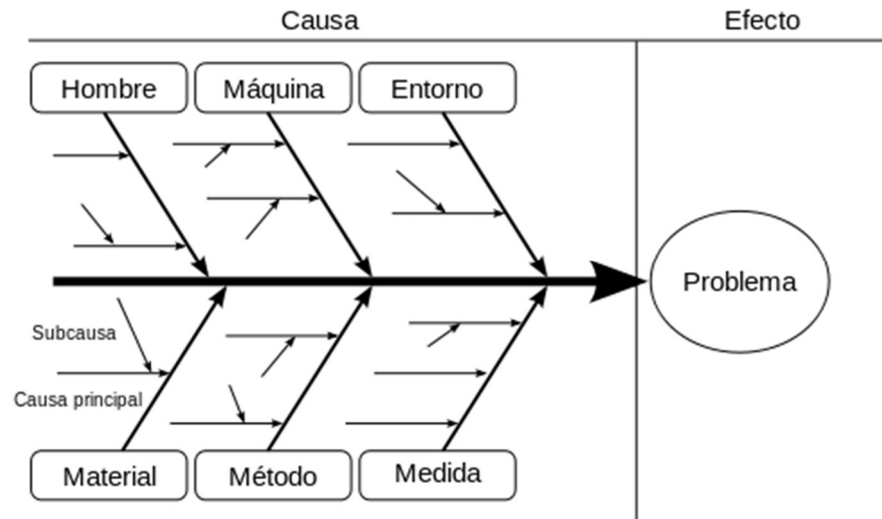 Causa
Efecto
Hombre
Máquina
Entorno
Problema
Subcausa
Causa principal
Material
Método
Medida